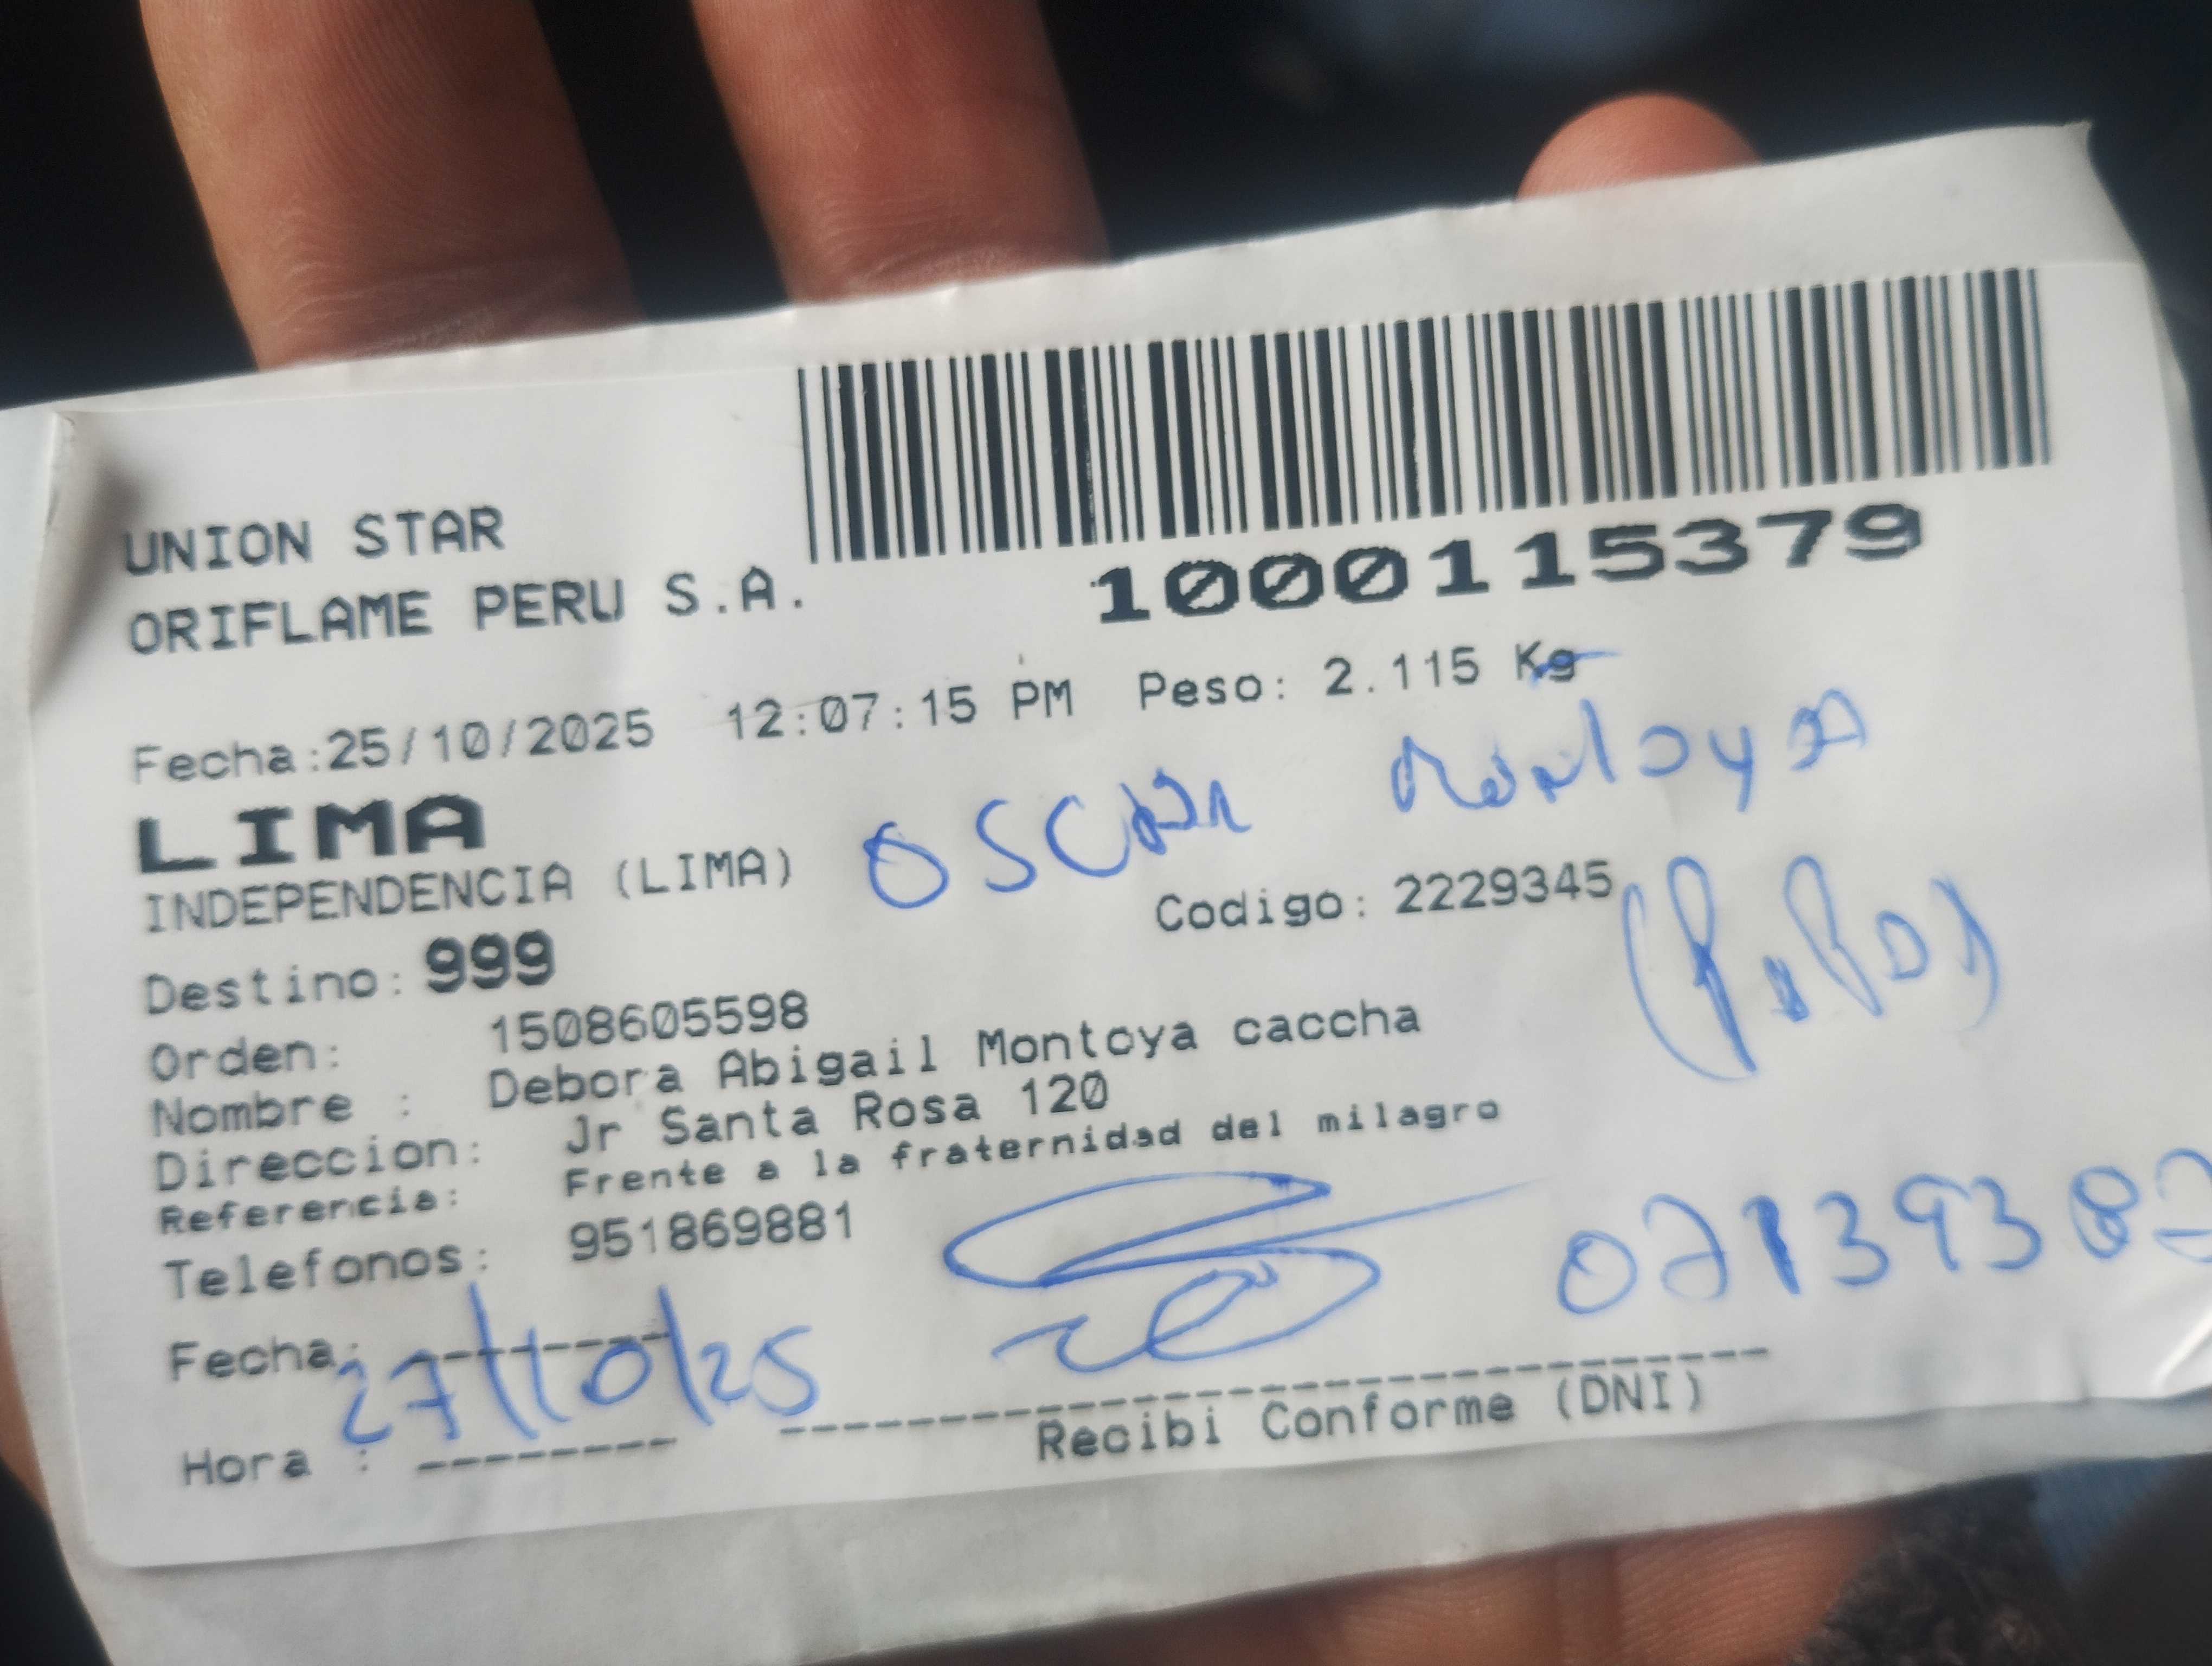 UNION STAR
ORIFLAME PERU S.A.
1000115379
Fecha:25/10/2025 12:07:15 PM Peso: 2.115 Kg
LIMA
OSCAR Montoya
INDEPENDENCIA (LIMA)
Codigo: 2229345
(PAPA)
Destino: 999
Orden: 1508605598
Nombre : Debora Abigail Montoya caccha
Direccion: Jr Santa Rosa 120
Referencia: Frente a la fraternidad del milagro
Telefonos: 951869881
Fecha: 27/10/25
Hora :
Recibi Conforme (DNI)